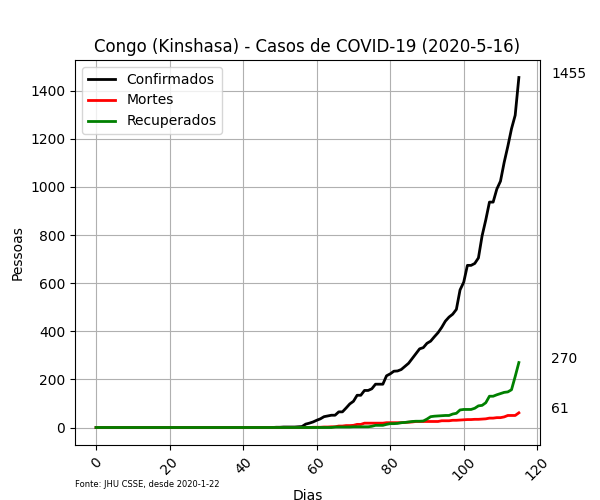 Congo (Kinshasa) - Casos de COVID-19 (2020-5-16)
Confirmados
Mortes
Recuperados
1455
270
61
Pessoas
1400
1200
1000
800
600
400
200
0
0
20
40
60
80
100
120
Dias
Fonte: JHU CSSE, desde 2020-1-22